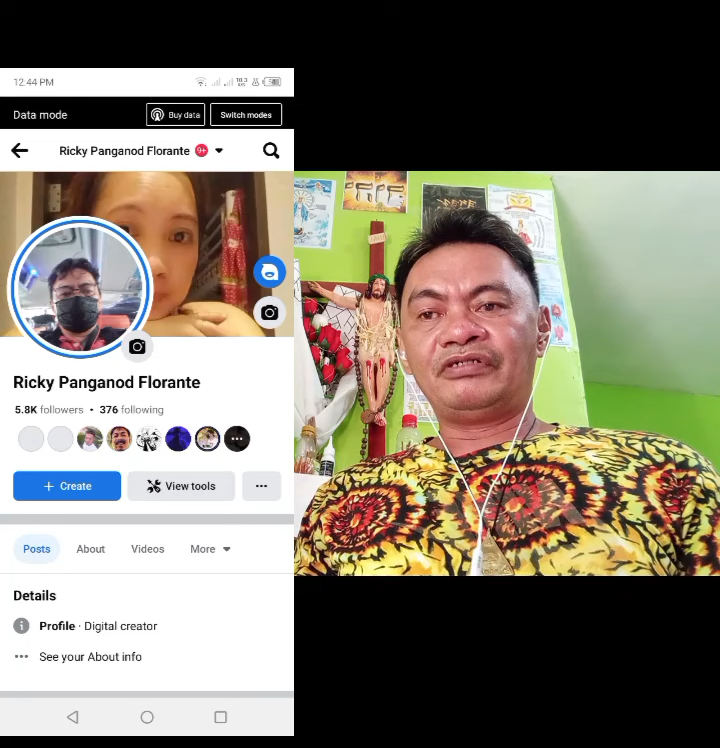 12:44 PM
Data mode
Buy data
Switch modes
Ricky Panganod Florante 9+
Ricky Panganod Florante
5.8K followers • 376 following
+ Create
View tools
Posts
About
Videos
More
Details
Profile · Digital creator
See your About info